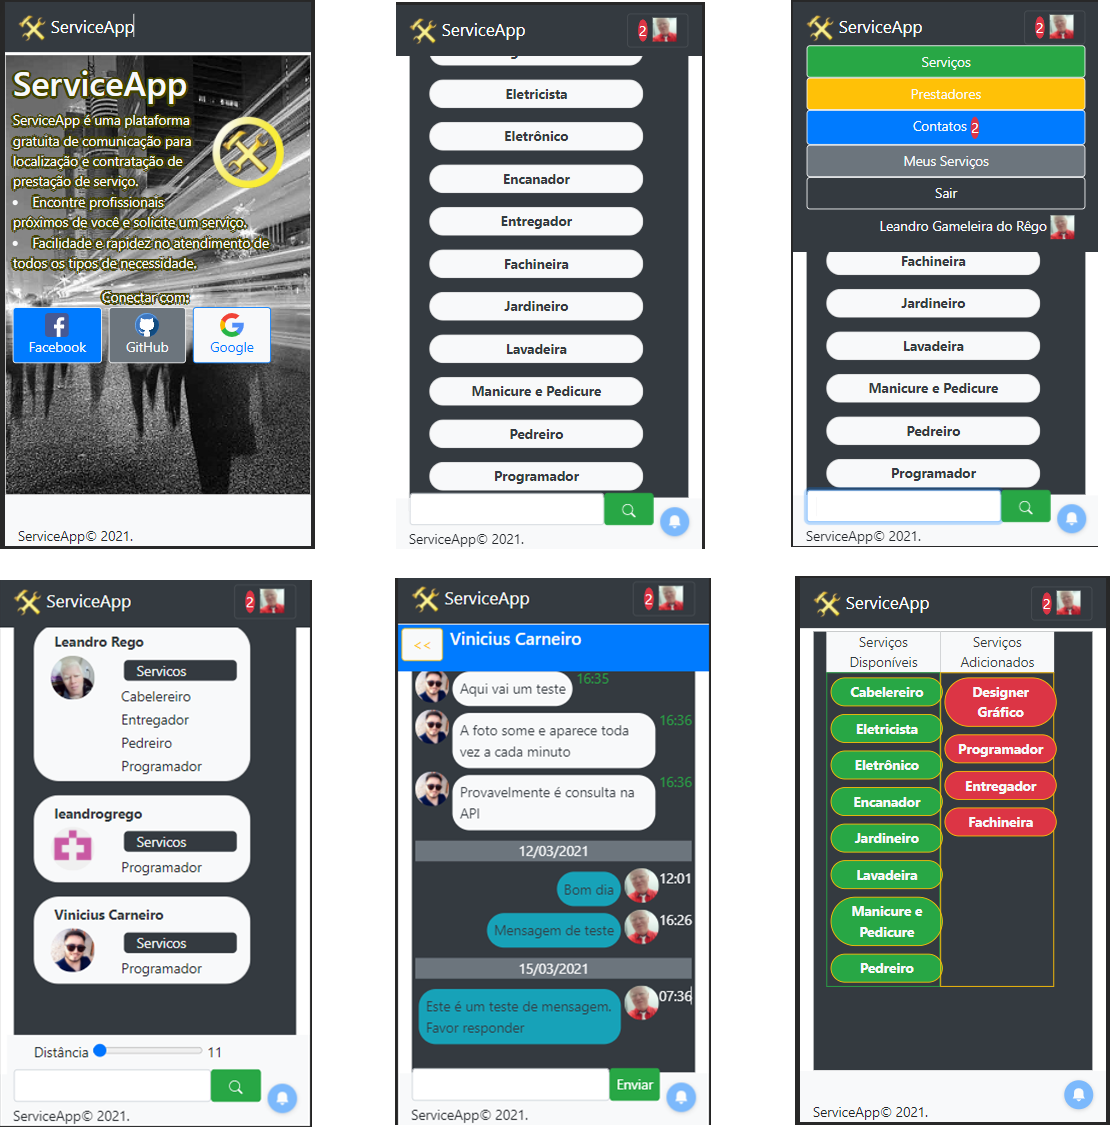 ServiceApp
ServiceApp
ServiceApp é uma plataforma
gratuita de comunicação para
localização e contratação de
prestação de serviço.
• Encontre profissionais
próximos de você e solicite um serviço.
• Facilidade e rapidez no atendimento de
todos os tipos de necessidade.
Conectar com:
Facebook
GitHub
Google
ServiceApp© 2021.
ServiceApp
2
Eletricista
Eletrônico
Encanador
Entregador
Fachineira
Jardineiro
Lavadeira
Manicure e Pedicure
Pedreiro
Programador
ServiceApp© 2021.
ServiceApp
2
Serviços
Prestadores
Contatos 2
Meus Serviços
Sair
Leandro Gameleira do Rêgo
Fachineira
Jardineiro
Lavadeira
Manicure e Pedicure
Pedreiro
Programador
ServiceApp© 2021.
ServiceApp
2
Leandro Rego
Servicos
Cabelereiro
Entregador
Pedreiro
Programador
leandrogrego
Servicos
Programador
Vinicius Carneiro
Servicos
Programador
Distância 11
ServiceApp© 2021.
ServiceApp
2
<< Vinicius Carneiro
Aqui vai um teste 16:35
A foto some e aparece toda 16:36
vez a cada minuto
Provavelmente é consulta na 16:36
API
12/03/2021
Bom dia 12:01
Mensagem de teste 16:26
15/03/2021
Este é um teste de mensagem. 07:36
Favor responder
Enviar
ServiceApp© 2021.
ServiceApp
2
Serviços
Disponíveis
Serviços
Adicionados
Cabelereiro
Eletricista
Eletrônico
Encanador
Jardineiro
Lavadeira
Manicure e
Pedicure
Pedreiro
Designer
Gráfico
Programador
Entregador
Fachineira
ServiceApp© 2021.